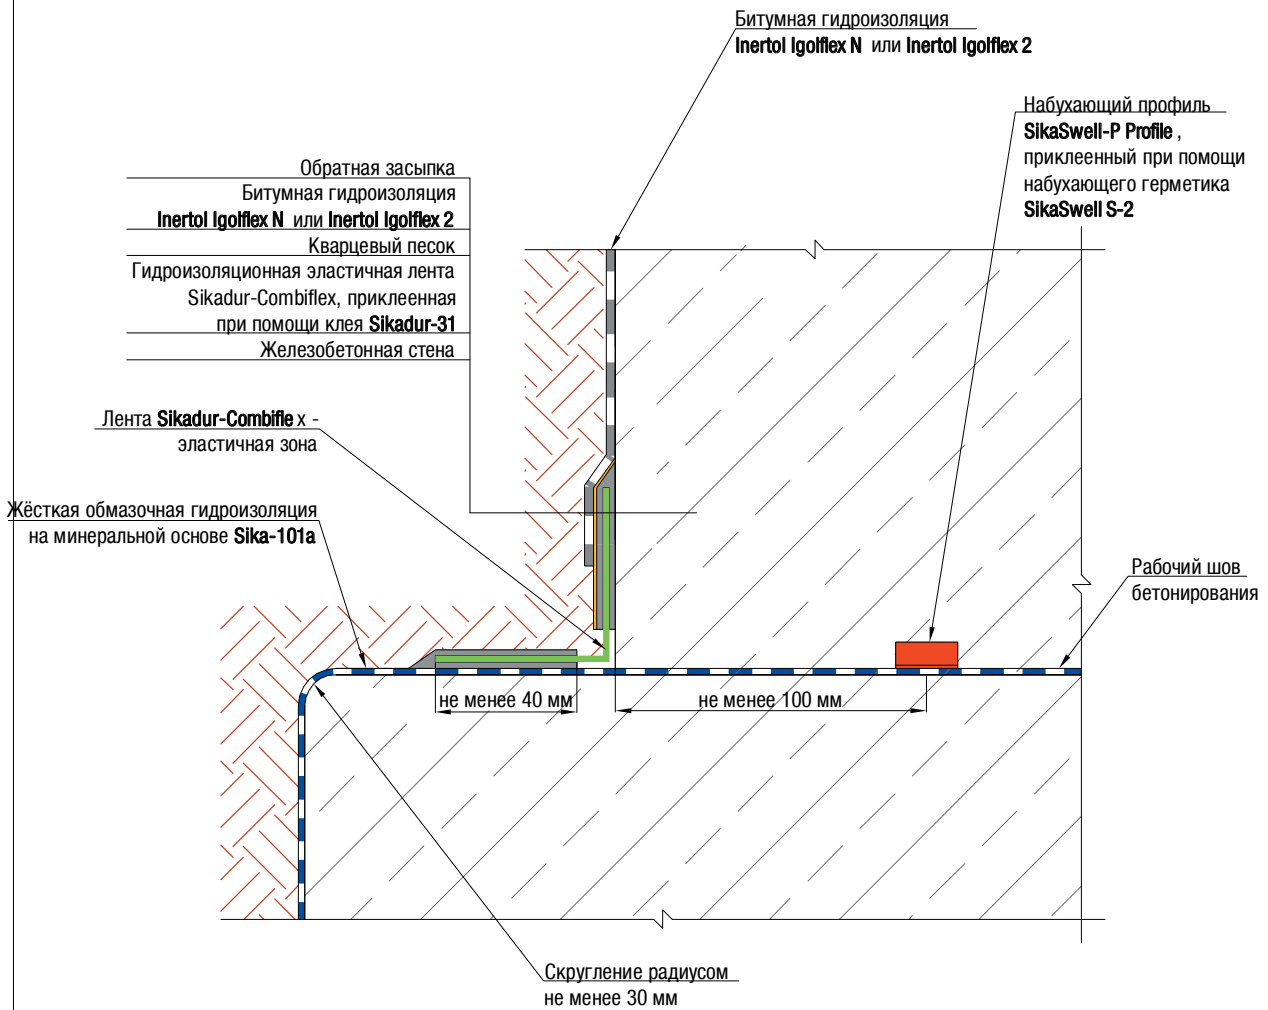 Битумная гидроизоляция
Inertol Igolflex N или Inertol Igolflex 2
Набухающий профиль
SikaSwell-P Profile ,
приклеенный при помощи
набухающего герметика
SikaSwell S-2
Обратная засыпка
Битумная гидроизоляция
Inertol Igolflex N или Inertol Igolflex 2
Кварцевый песок
Гидроизоляционная эластичная лента
Sikadur-Combiflex, приклеенная
при помощи клея Sikadur-31
Железобетонная стена
Лента Sikadur-Combifle x -
эластичная зона
Жёсткая обмазочная гидроизоляция
на минеральной основе Sika-101a
Рабочий шов
бетонирования
не менее 40 мм
не менее 100 мм
Скругление радиусом
не менее 30 мм